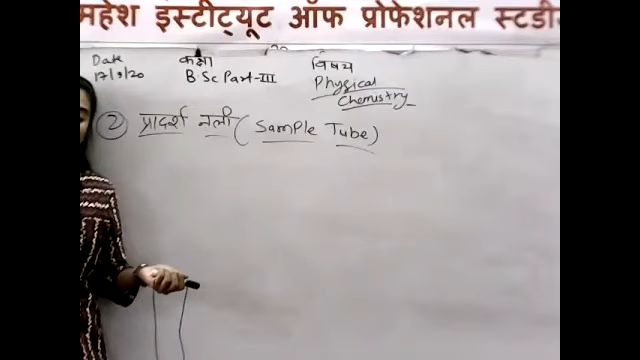 महेश इंस्टीट्यूट ऑफ प्रोफेशनल स्टडी
Date कक्षा विषय
17/9/20 B.Sc Part-III Physical
Chemistry
② प्रादर्श नली (Sample Tube)